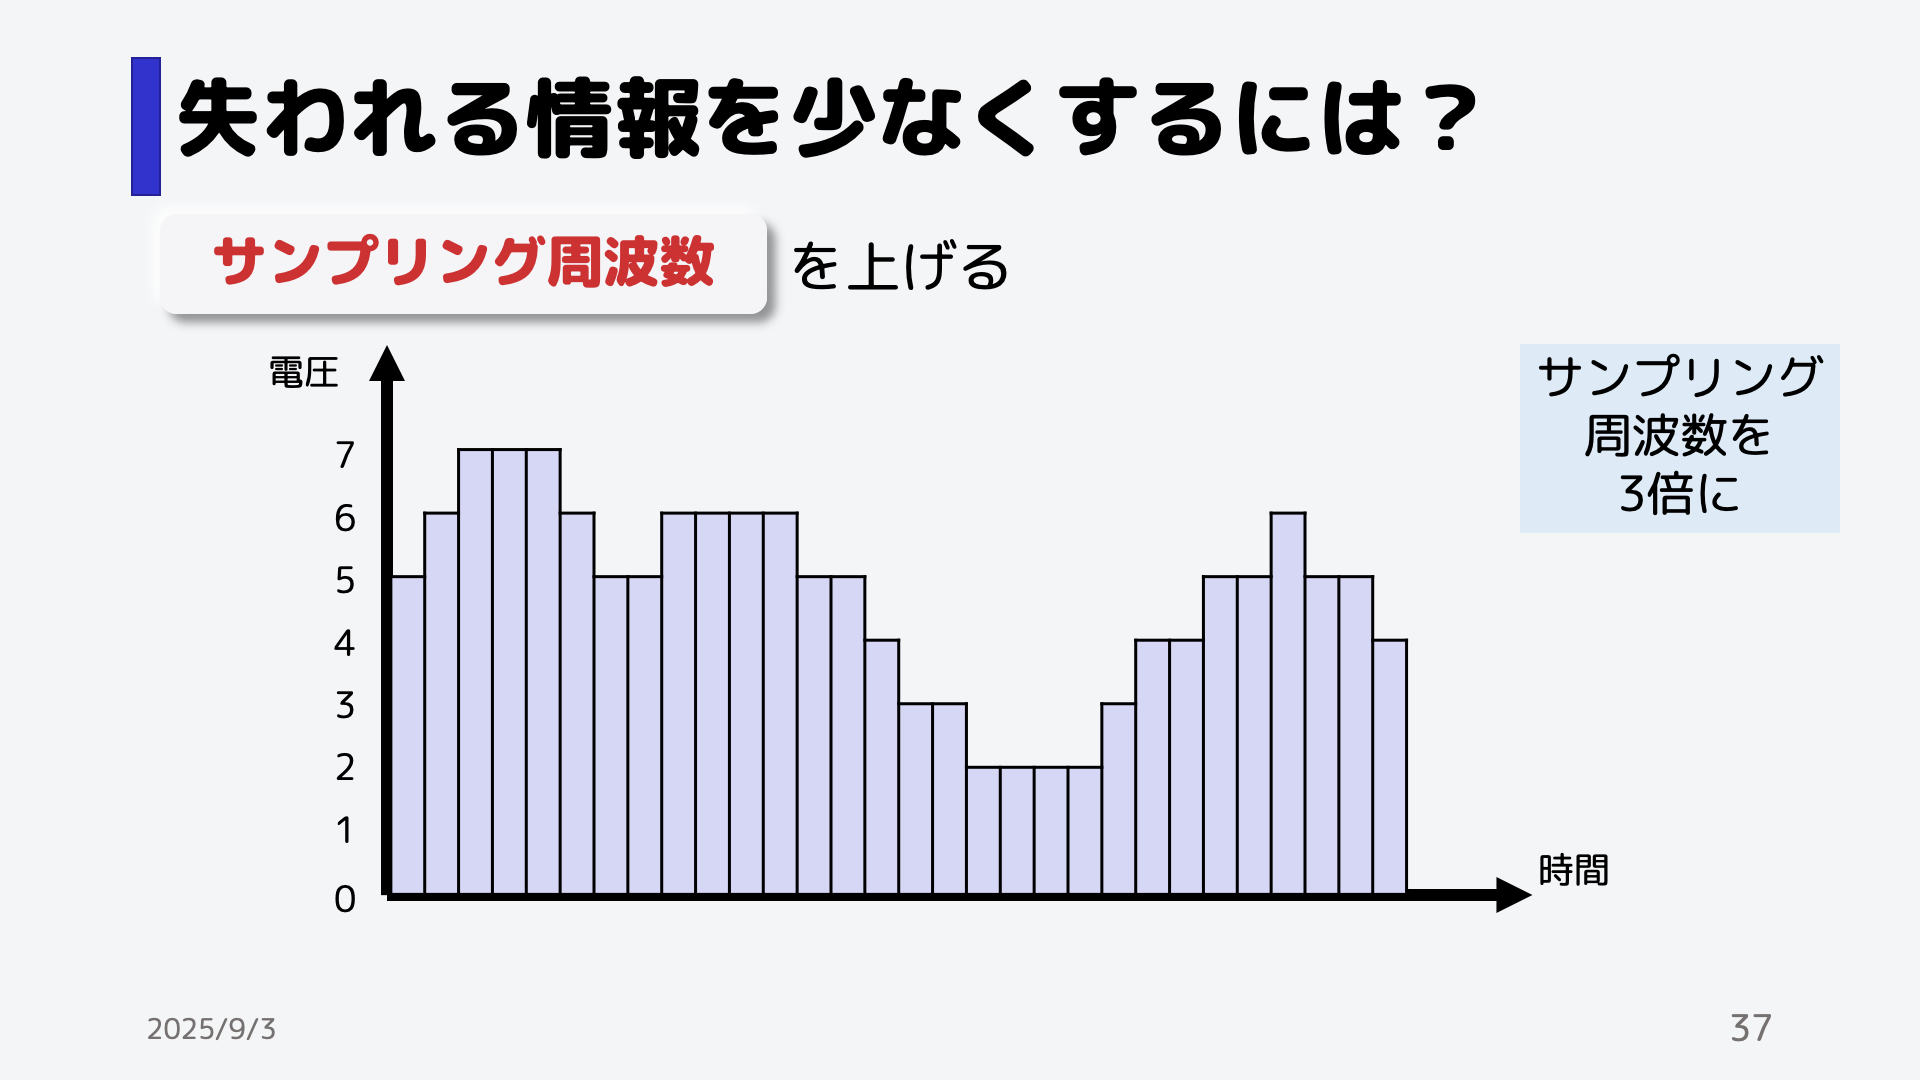 失われる情報を少なくするには？
サンプリング周波数 を上げる
電圧
サンプリング
周波数を
3倍に
7
6
5
4
3
2
1
0
時間
2025/9/3
37